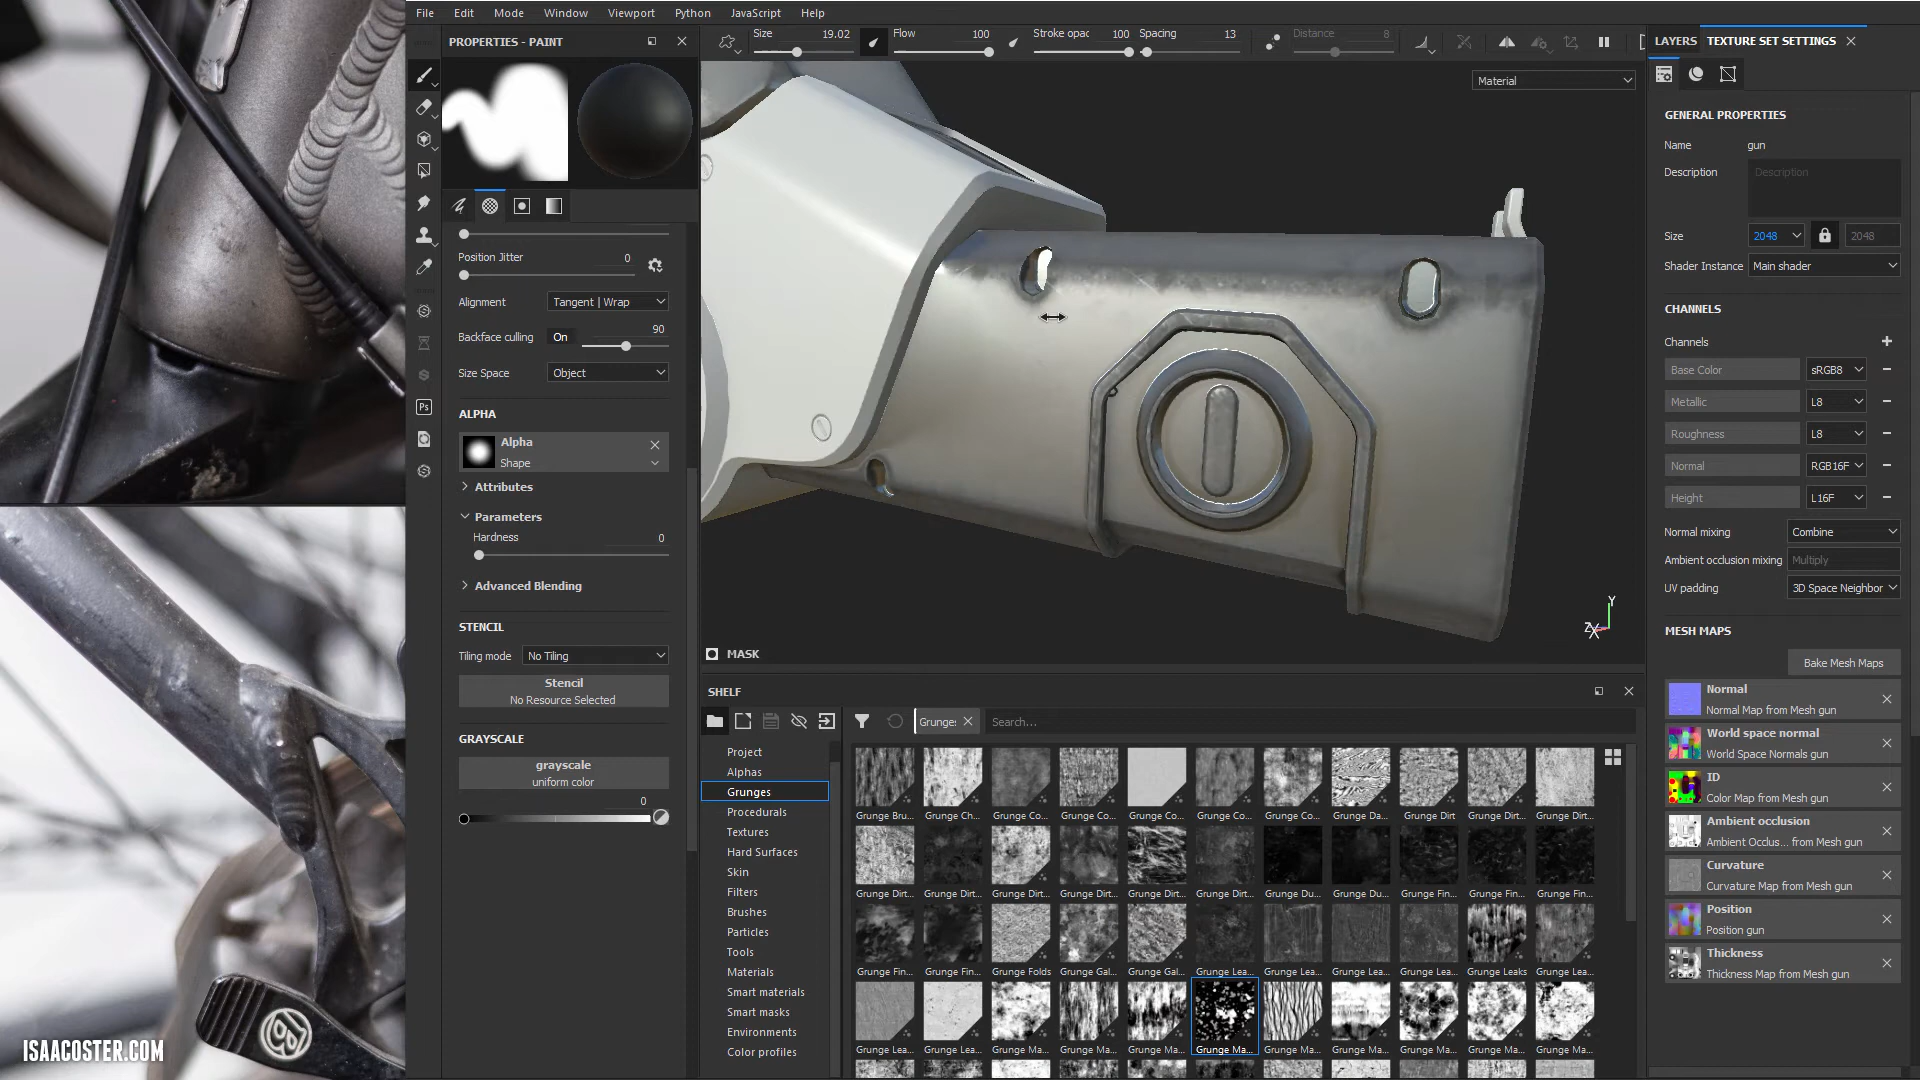 File Edit Mode Window Viewport Python JavaScript Help
PROPERTIES - PAINT
Size 19.02
Flow 100
Stroke opac 100
Spacing 13
Distance 8
Material
Position Jitter 0
Alignment Tangent | Wrap
Backface culling On 90
Size Space Object
ALPHA
Alpha
Shape
Attributes
Parameters
Hardness 0
Advanced Blending
STENCIL
Tiling mode No Tiling
Stencil
No Resource Selected
GRAYSCALE
grayscale
uniform color
0
Y
Z X
MASK
SHELF
Grunges
Search...
Project
Alphas
Grunges
Procedurals
Textures
Hard Surfaces
Skin
Filters
Brushes
Particles
Tools
Materials
Smart materials
Smart masks
Environments
Color profiles
Grunge Bru... Grunge Ch... Grunge Co... Grunge Co... Grunge Co... Grunge Co... Grunge Co... Grunge Da... Grunge Dirt Grunge Dirt... Grunge Dirt...
Grunge Dirt... Grunge Dirt... Grunge Dirt... Grunge Dirt... Grunge Dirt... Grunge Dirt... Grunge Du... Grunge Du... Grunge Fin... Grunge Fin... Grunge Fin...
Grunge Fin... Grunge Fin... Grunge Folds Grunge Gal... Grunge Gal... Grunge Lea... Grunge Lea... Grunge Lea... Grunge Lea... Grunge Leaks Grunge Lea...
Grunge Lea... Grunge Lea... Grunge Ma... Grunge Ma... Grunge Ma... Grunge Ma... Grunge Ma... Grunge Ma... Grunge Ma... Grunge Ma... Grunge Ma...
LAYERS TEXTURE SET SETTINGS
GENERAL PROPERTIES
Name gun
Description Description
Size 2048 2048
Shader Instance Main shader
CHANNELS
Channels
Base Color sRGB8
Metallic L8
Roughness L8
Normal RGB16F
Height L16F
Normal mixing Combine
Ambient occlusion mixing Multiply
UV padding 3D Space Neighbor
MESH MAPS
Bake Mesh Maps
Normal
Normal Map from Mesh gun
World space normal
World Space Normals gun
ID
Color Map from Mesh gun
Ambient occlusion
Ambient Occlus... from Mesh gun
Curvature
Curvature Map from Mesh gun
Position
Position gun
Thickness
Thickness Map from Mesh gun
Ps
ISAACOSTER.COM